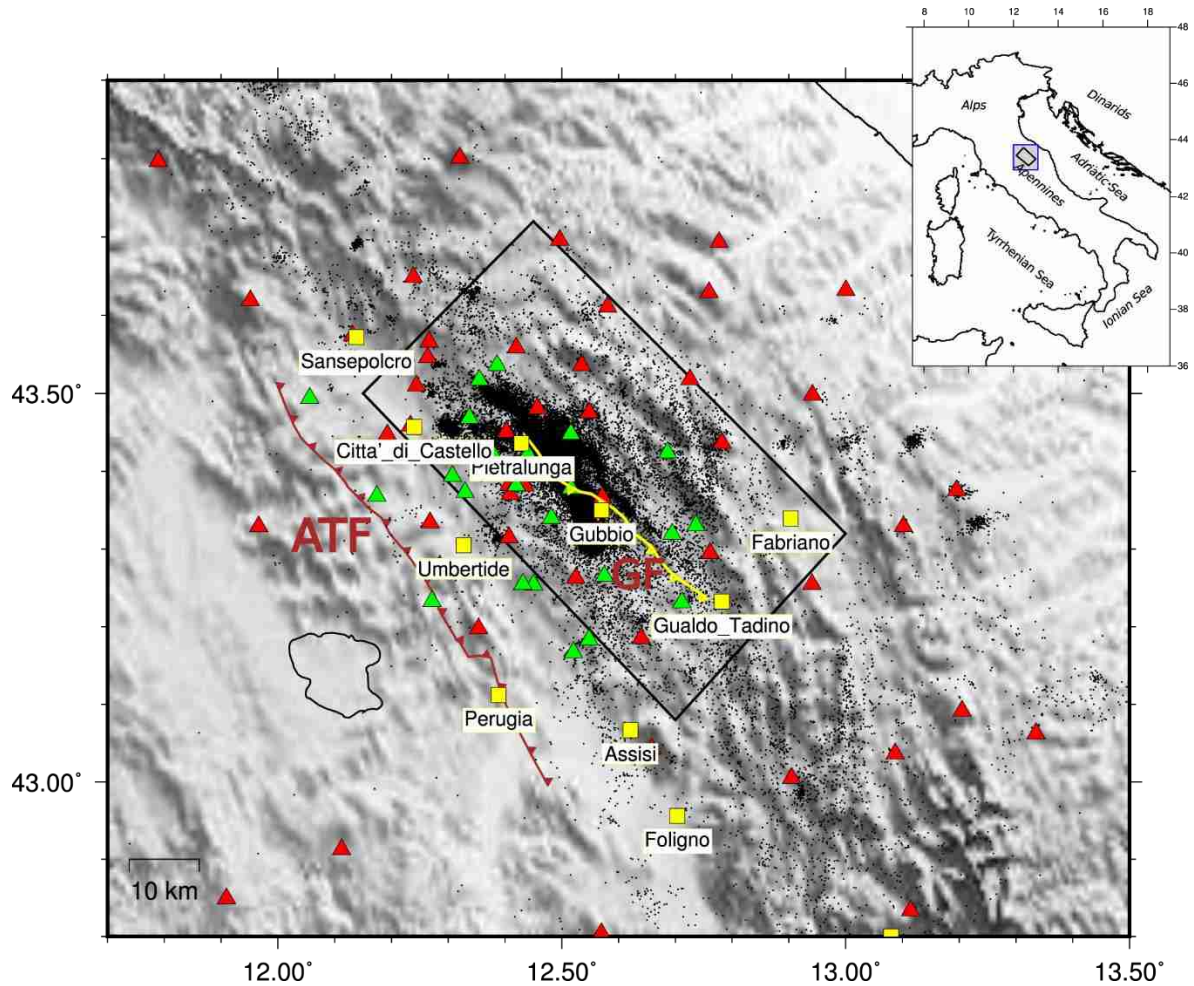 8 10 12 14 16 18
48
46
44
42
40
38
36
Alps
Dinarids
Adriatic-Sea
Apennines
Tyrrhenian Sea
Ionian Sea
43.50°
43.00°
Sansepolcro
Citta'_di_Castello
Pietralunga
Gubbio
Fabriano
ATF
Umbertide
GF
Gualdo_Tadino
Perugia
Assisi
Foligno
10 km
12.00° 12.50° 13.00° 13.50°